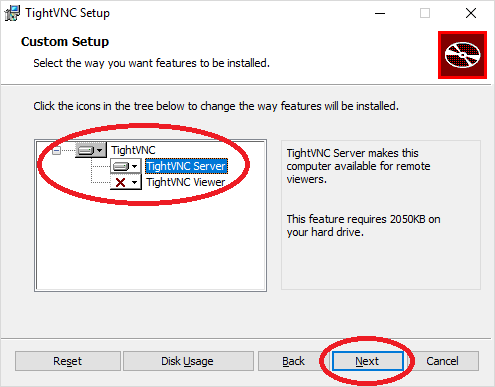 TightVNC Setup
Custom Setup
Select the way you want features to be installed.
Click the icons in the tree below to change the way features will be installed.
TightVNC
TightVNC Server
TightVNC Viewer
TightVNC Server makes this
computer available for remote
viewers.
This feature requires 2050KB on
your hard drive.
Reset Disk Usage Back Next Cancel